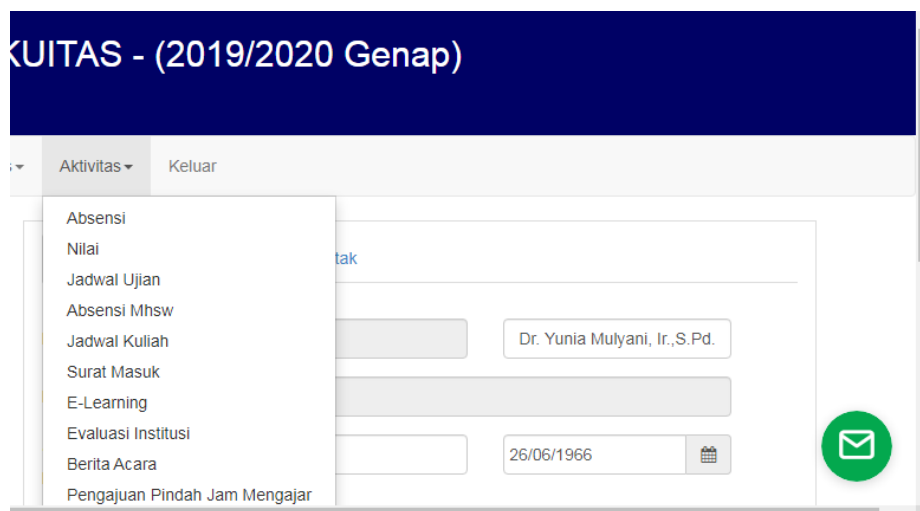 KUITAS - (2019/2020 Genap)
Aktivitas Keluar
Absensi
Nilai
Jadwal Ujian
Absensi Mhsw
Jadwal Kuliah
Surat Masuk
E-Learning
Evaluasi Institusi
Berita Acara
Pengajuan Pindah Jam Mengajar
tak
Dr. Yunia Mulyani, Ir.,S.Pd.
26/06/1966